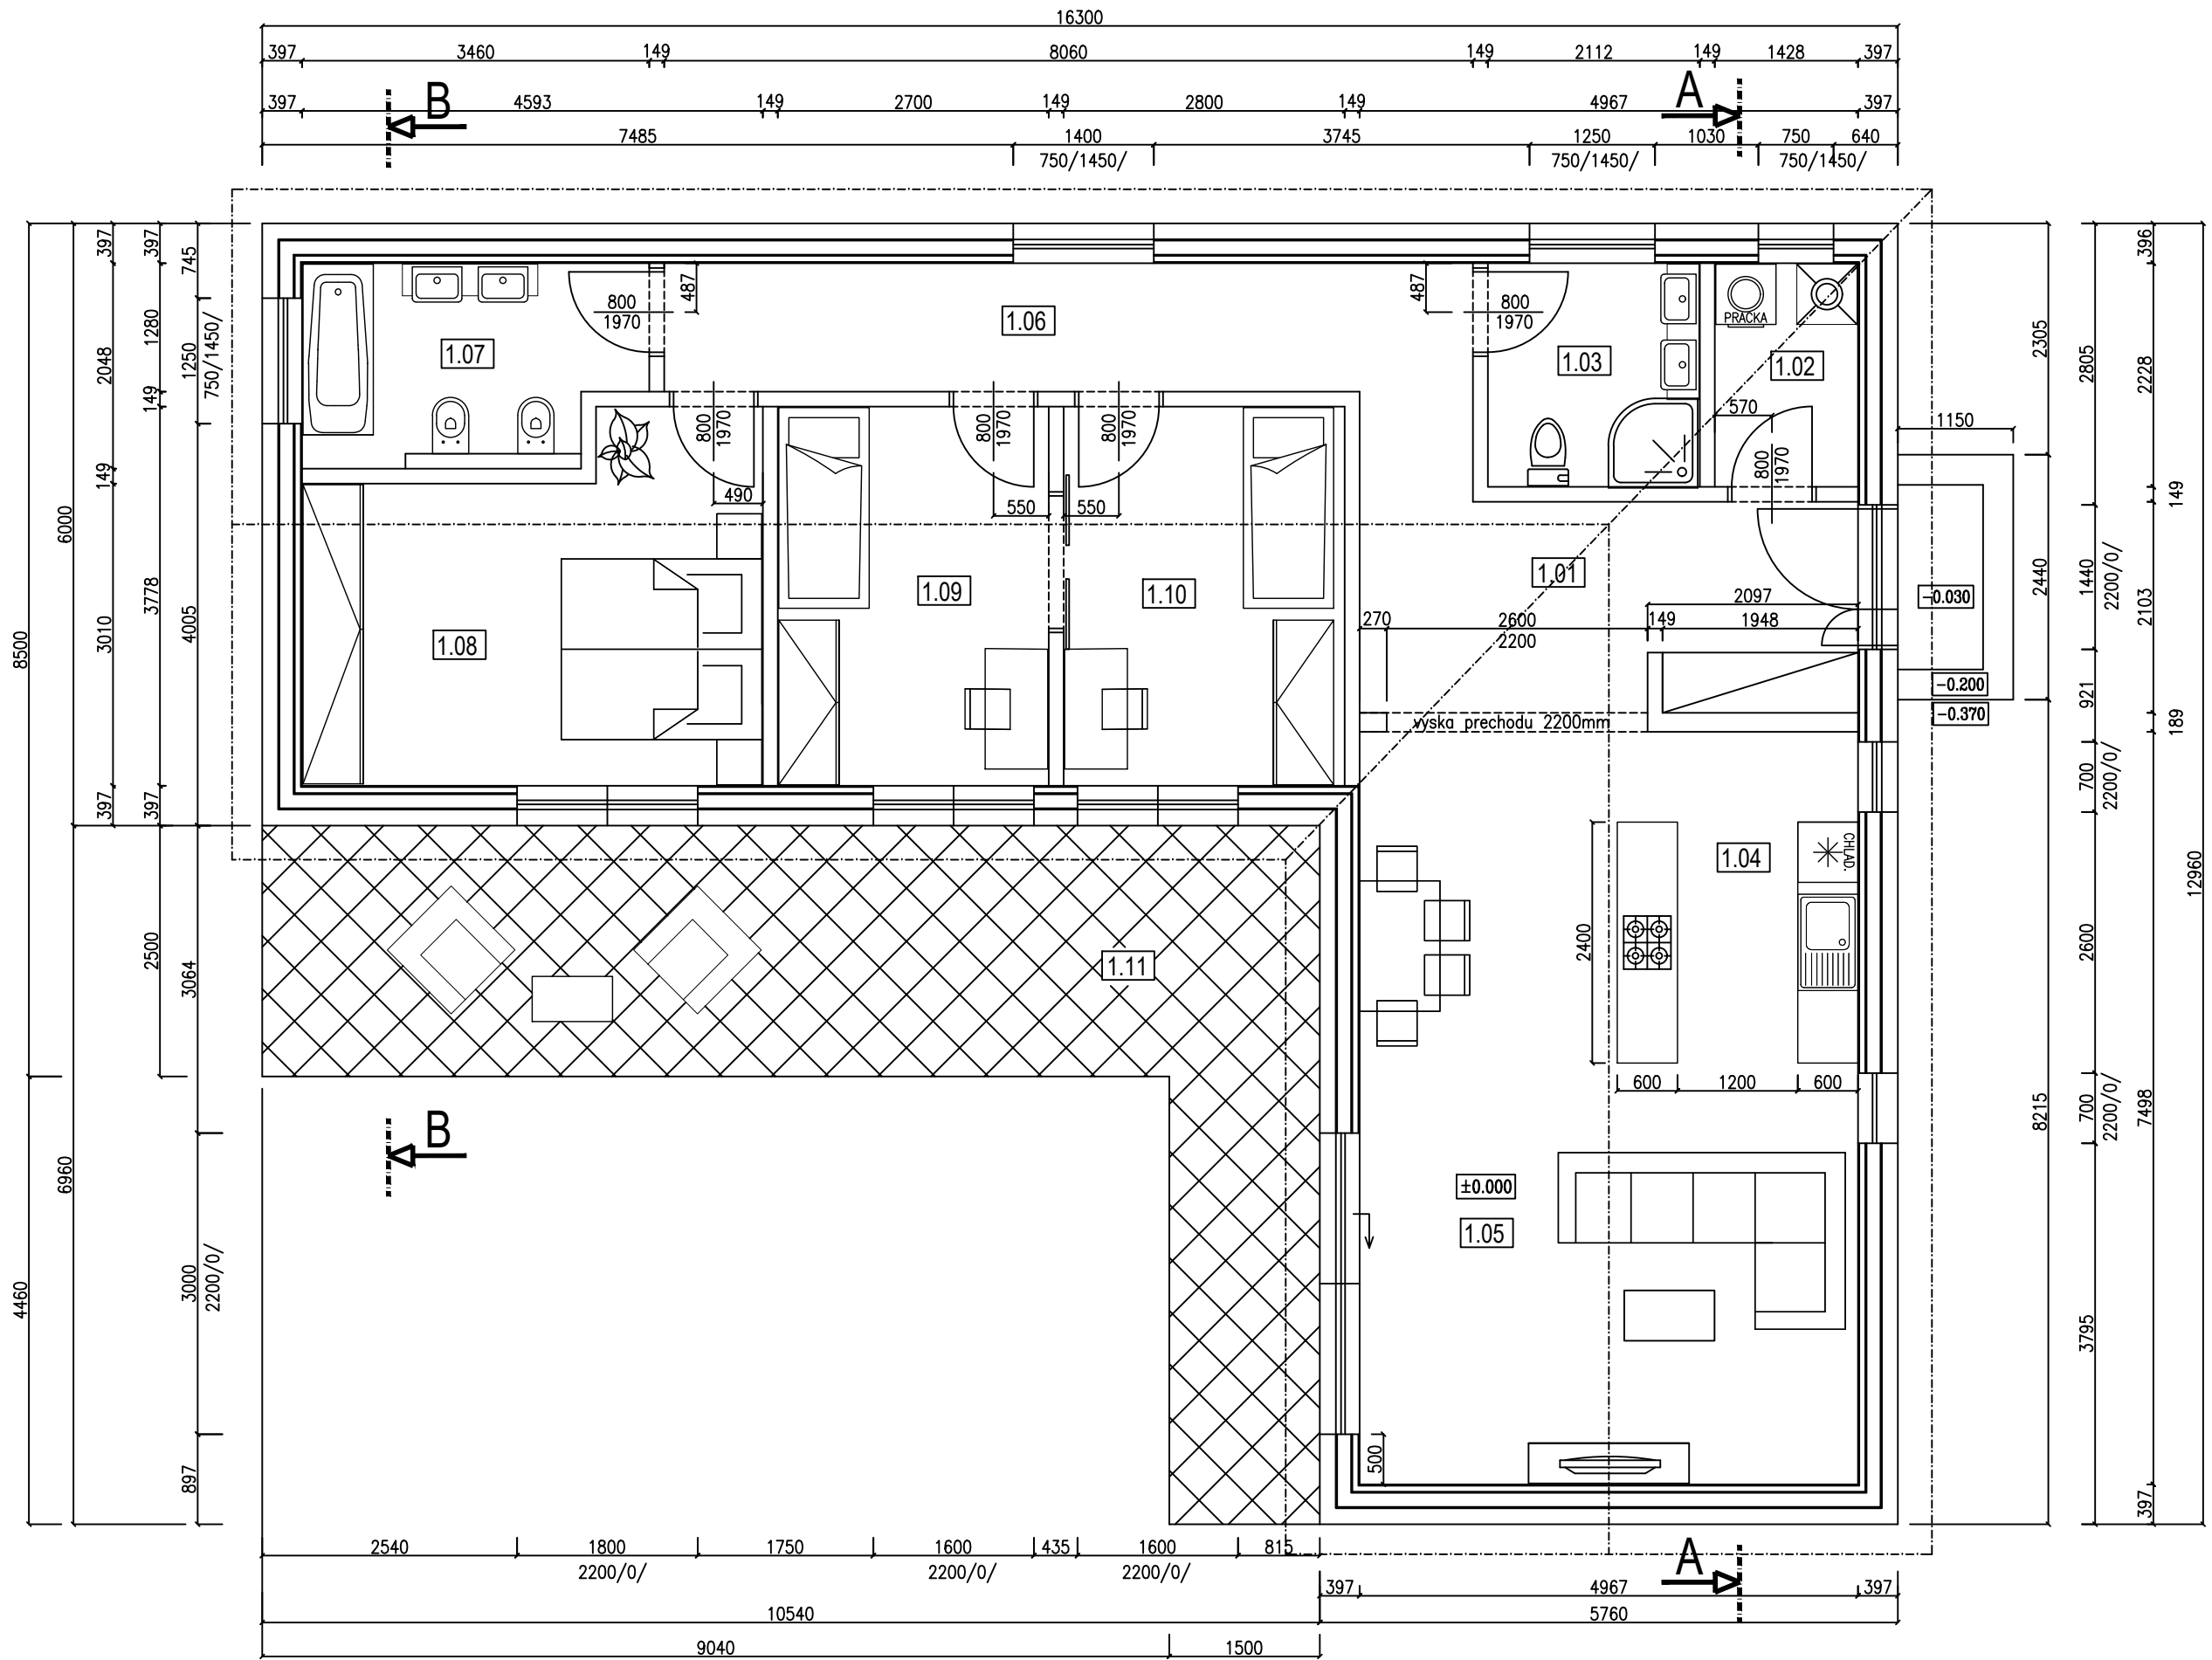 16300
397 3460 149 8060 149 2112 149 1428 397
B A
397 4593 149 2700 149 2800 149 4967 397
7485 1400 3745 1250 1030 750 640
750/1450/ 750/1450/ 750/1450/
397 397 745 396
487 487
800 800
1970 1970
1.06
PRÁČKA
1.07 1.03 1.02
2048 1280 1250 750/1450/ 2305 2805 2228
149
800 1970 800 1970 800 1970 570 1150
800 1970
149 490 550 550 149
6000
1.01
1.09 1.10 2097 -0.030 2440 1440 2200/0/ 2103
270 2600 149 1948
2200
8500 3010 3778 4005 1.08
-0.200
výška prechodu 2200mm -0.370 921 189
397 397 700 2200/0/
1.04 CHLAD. 12960
2500 3064 1.11 2400 2600
600 1200 600 700 2200/0/
B 8215 7498
6960 ±0.000
1.05
4460 3000 2200/0/ 3795
897 500 397
2540 1800 1750 1600 435 1600 815 A
2200/0/ 2200/0/ 2200/0/
397 4967 397
10540 5760
9040 1500